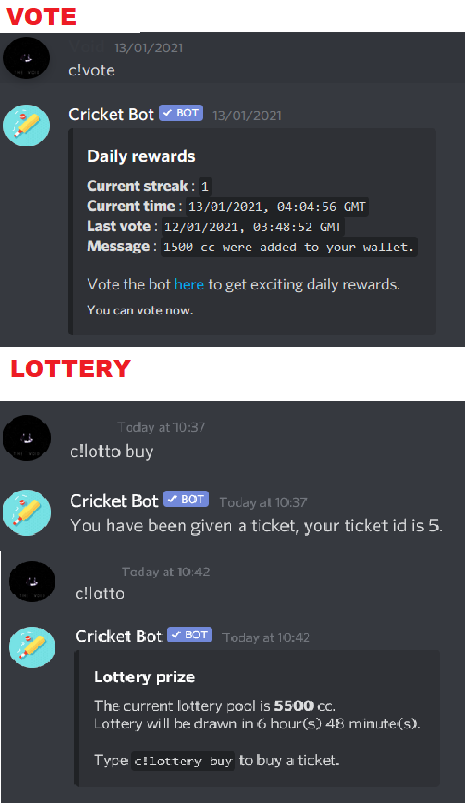 VOTE
13/01/2021
c!vote
Cricket Bot ✓ BOT 13/01/2021
Daily rewards
Current streak : 1
Current time : 13/01/2021, 04:04:56 GMT
Last vote : 12/01/2021, 03:48:52 GMT
Message : 1500 cc were added to your wallet.
Vote the bot here to get exciting daily rewards.
You can vote now.
LOTTERY
Today at 10:37
c!lotto buy
Cricket Bot ✓ BOT Today at 10:37
You have been given a ticket, your ticket id is 5.
Today at 10:42
c!lotto
Cricket Bot ✓ BOT Today at 10:42
Lottery prize
The current lottery pool is 5500 cc.
Lottery will be drawn in 6 hour(s) 48 minute(s).
Type c!lottery buy to buy a ticket.